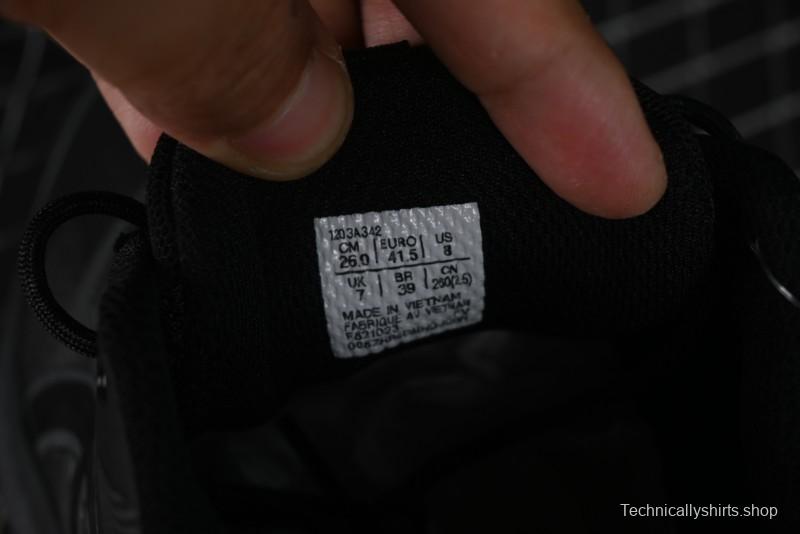 1203A342
CM | EURO | US
26.0 | 41.5 | 8
UK | BR | CN
7 | 39 | 260(2.5)
MADE IN VIETNAM
FABRIQUE AU VIETNAM
Technicallyshirts.shop